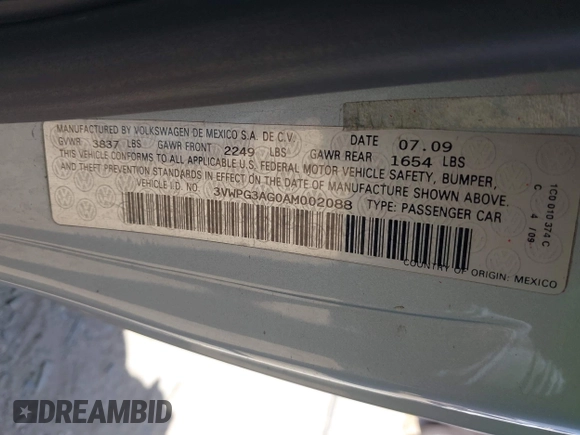 MANUFACTURED BY VOLKSWAGEN DE MEXICO S.A. DE C.V. DATE 07.09
GVWR 3837 LBS GAWR FRONT 2249 LBS GAWR REAR 1654 LBS
THIS VEHICLE CONFORMS TO ALL APPLICABLE U.S. FEDERAL MOTOR VEHICLE SAFETY, BUMPER,
AND THEFT PREVENTION STANDARDS IN EFFECT ON THE DATE OF MANUFACTURE SHOWN ABOVE.
VEHICLE I.D. NO. 3VWPG3AG0AM002088 TYPE: PASSENGER CAR
COUNTRY OF ORIGIN: MEXICO
1C0 010 374 C
C 4 / 09
DREAMBID